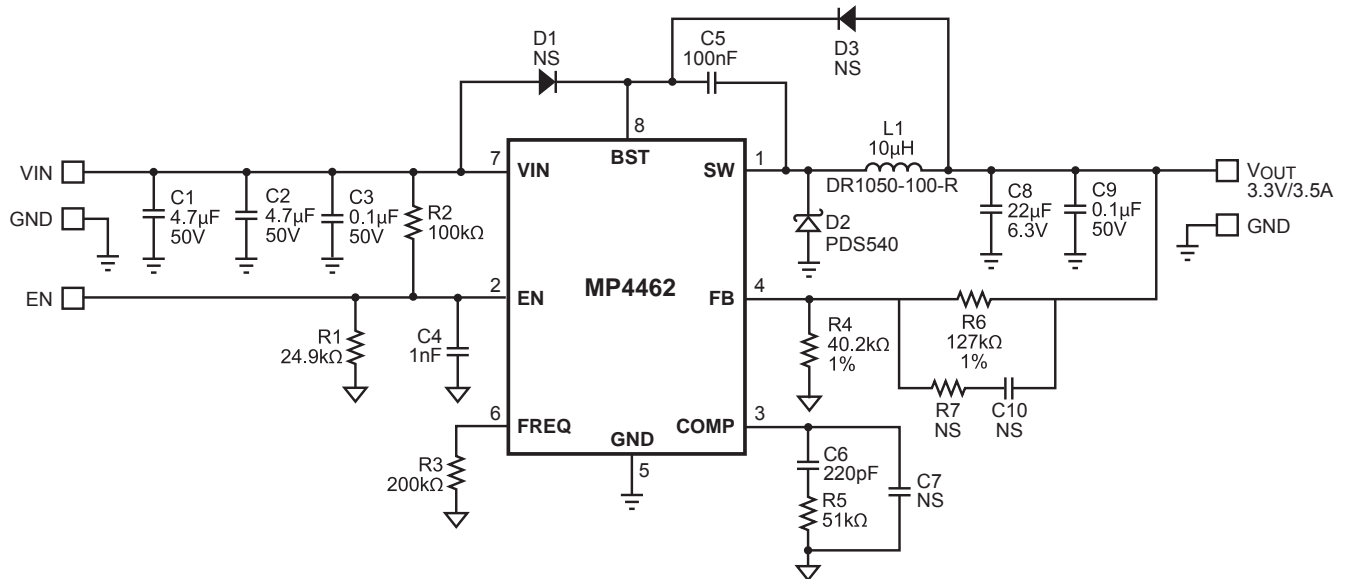 D1
NS
C5
100nF
D3
NS
8
BST
L1
10µH
DR1050-100-R
VIN
7
VIN
SW
1
VOUT
3.3V/3.5A
C1
4.7µF
50V
C2
4.7µF
50V
C3
0.1µF
50V
R2
100kΩ
D2
PDS540
C8
22µF
6.3V
C9
0.1µF
50V
GND
GND
EN
2
EN
MP4462
FB
4
R1
24.9kΩ
C4
1nF
R4
40.2kΩ
1%
R6
127kΩ
1%
R7
NS
C10
NS
6
FREQ
GND
5
COMP
3
R3
200kΩ
C6
220pF
R5
51kΩ
C7
NS